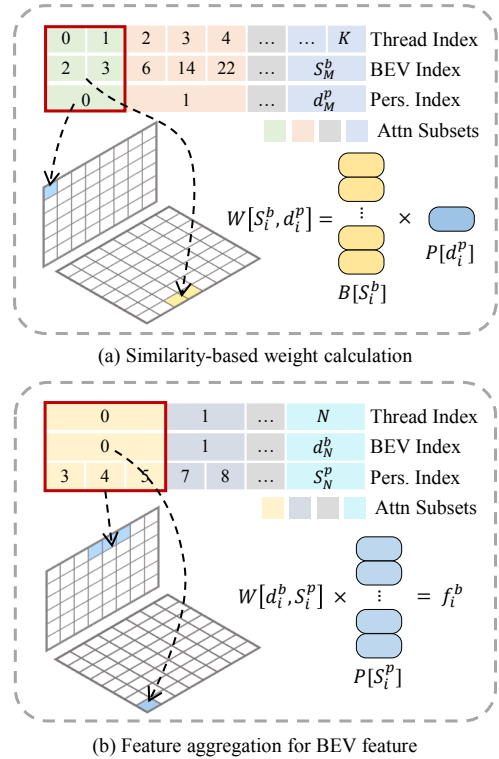 0 1 2 3 4 ... ... K Thread Index
2 3 6 14 22 ... S_M^b BEV Index
0 1 ... d_M^p Pers. Index
Attn Subsets
W[S_i^b, d_i^p] = ⋮ × P[d_i^p]
B[S_i^b]
(a) Similarity-based weight calculation
0 1 ... N Thread Index
0 1 ... d_N^b BEV Index
3 4 5 7 8 ... S_N^p Pers. Index
Attn Subsets
W[d_i^b, S_i^p] × ⋮ = f_i^b
P[S_i^p]
(b) Feature aggregation for BEV feature